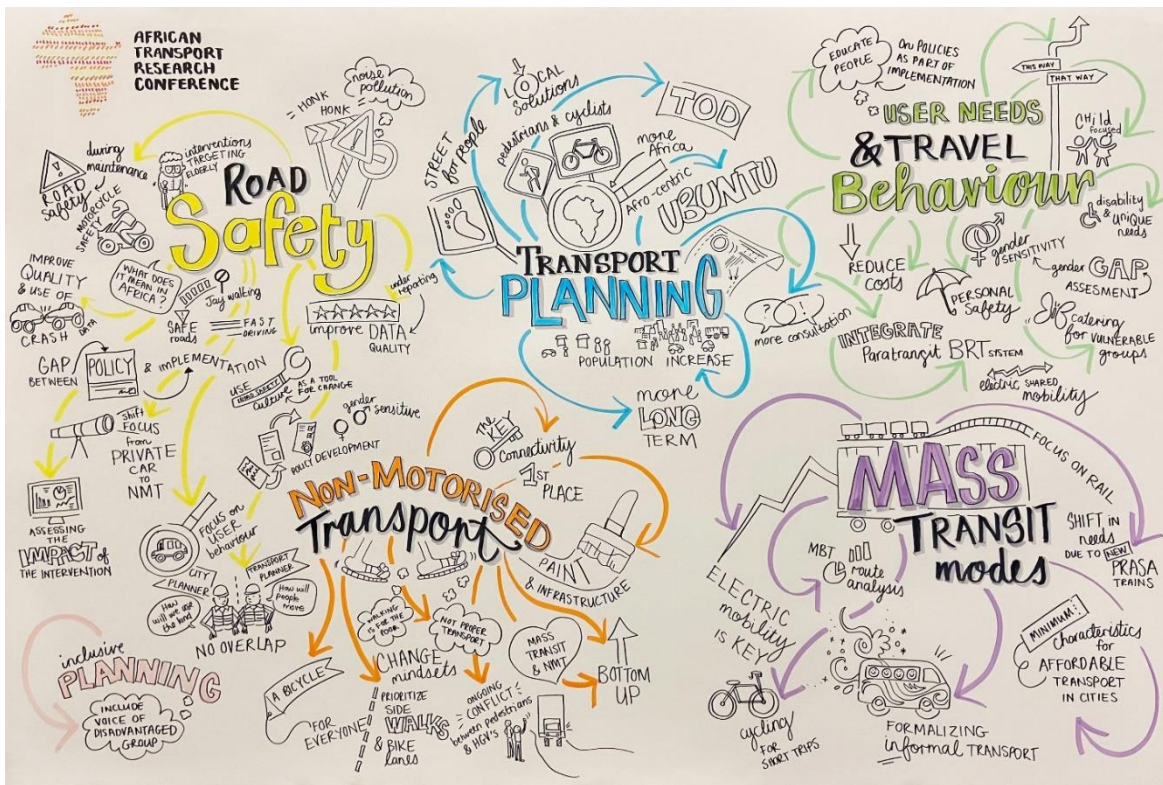 AFRICAN
TRANSPORT
RESEARCH
CONFERENCE
noise
pollution
HONK
HONK
during
maintenance
ROAD
Safety
MOTORCYCLE
SAFETY
interventions
TARGETING
ELDERLY
ROAD
Safety
IMPROVE
QUALITY
& USE OF
CRASH
DATA
WHAT DOES
IT MEAN IN
AFRICA?
Jay walking
SAFE
roads
FAST
DRIVING
under
reporting
improve DATA
QUALITY
GAP
BETWEEN
POLICY
& implementation
USE
ROAD SAFETY
Culture
AS A TOOL
FOR CHANGE
shift
FOCUS
from
PRIVATE
CAR
TO
NMT
gender
sensitive
POLICY DEVELOPMENT
ASSESSING
THE
IMPACT of
THE INTERVENTION
FOCUS on
USER
behaviour
CITY
PLANNER
TRANSPORT
PLANNER
How
will we use
the land
How will
people
move
NO OVERLAP
inclusive
PLANNING
INCLUDE
VOICE OF
DISADVANTAGED
GROUP
LOCAL
Solutions
STREET
for people
pedestrians & cyclists
more
Africa
Afro-centric
TOD
UBUNTU
TRANSPORT
PLANNING
more consultation
POPULATION INCREASE
more
LONG
TERM
EDUCATE
PEOPLE
on POLICIES
AS PART OF
IMPLEMENTATION
THIS WAY
THAT WAY
USER NEEDS
& TRAVEL
Behaviour
Child
focused
disability
& UNIQUE
needs
gender
SENSITIVITY
gender GAP
ASSESMENT
REDUCE
COSTS
PERSONAL
Safety
catering
for VULNERABLE
groups
INTEGRATE
Paratransit BRT SYSTEM
electric SHARED
mobility
The
KEY
Connectivity
1ST
PLACE
NON-MOTORISED
Transport
PAINT
& INFRASTRUCTURE
WALKING
IS FOR THE
POOR
NOT PROPER
TRANSPORT
CHANGE
mindsets
A BICYCLE
FOR
EVERYONE
PRIORITIZE
SIDE
WALKS
& BIKE
lanes
ONGOING
CONFLICT
between pedestrians
& HGV's
MASS
TRANSIT
& NMT
BOTTOM
UP
FOCUS ON RAIL
MASS
TRANSIT
modes
MBT
route
analysis
SHIFT IN
needs
DUE TO NEW
PRASA
TRAINS
ELECTRIC
mobility
IS KEY
cycling
FOR
SHORT TRIPS
FORMALIZING
informal TRANSPORT
MINIMUM:
characteristics
for
AFFORDABLE
TRANSPORT
IN CITIES